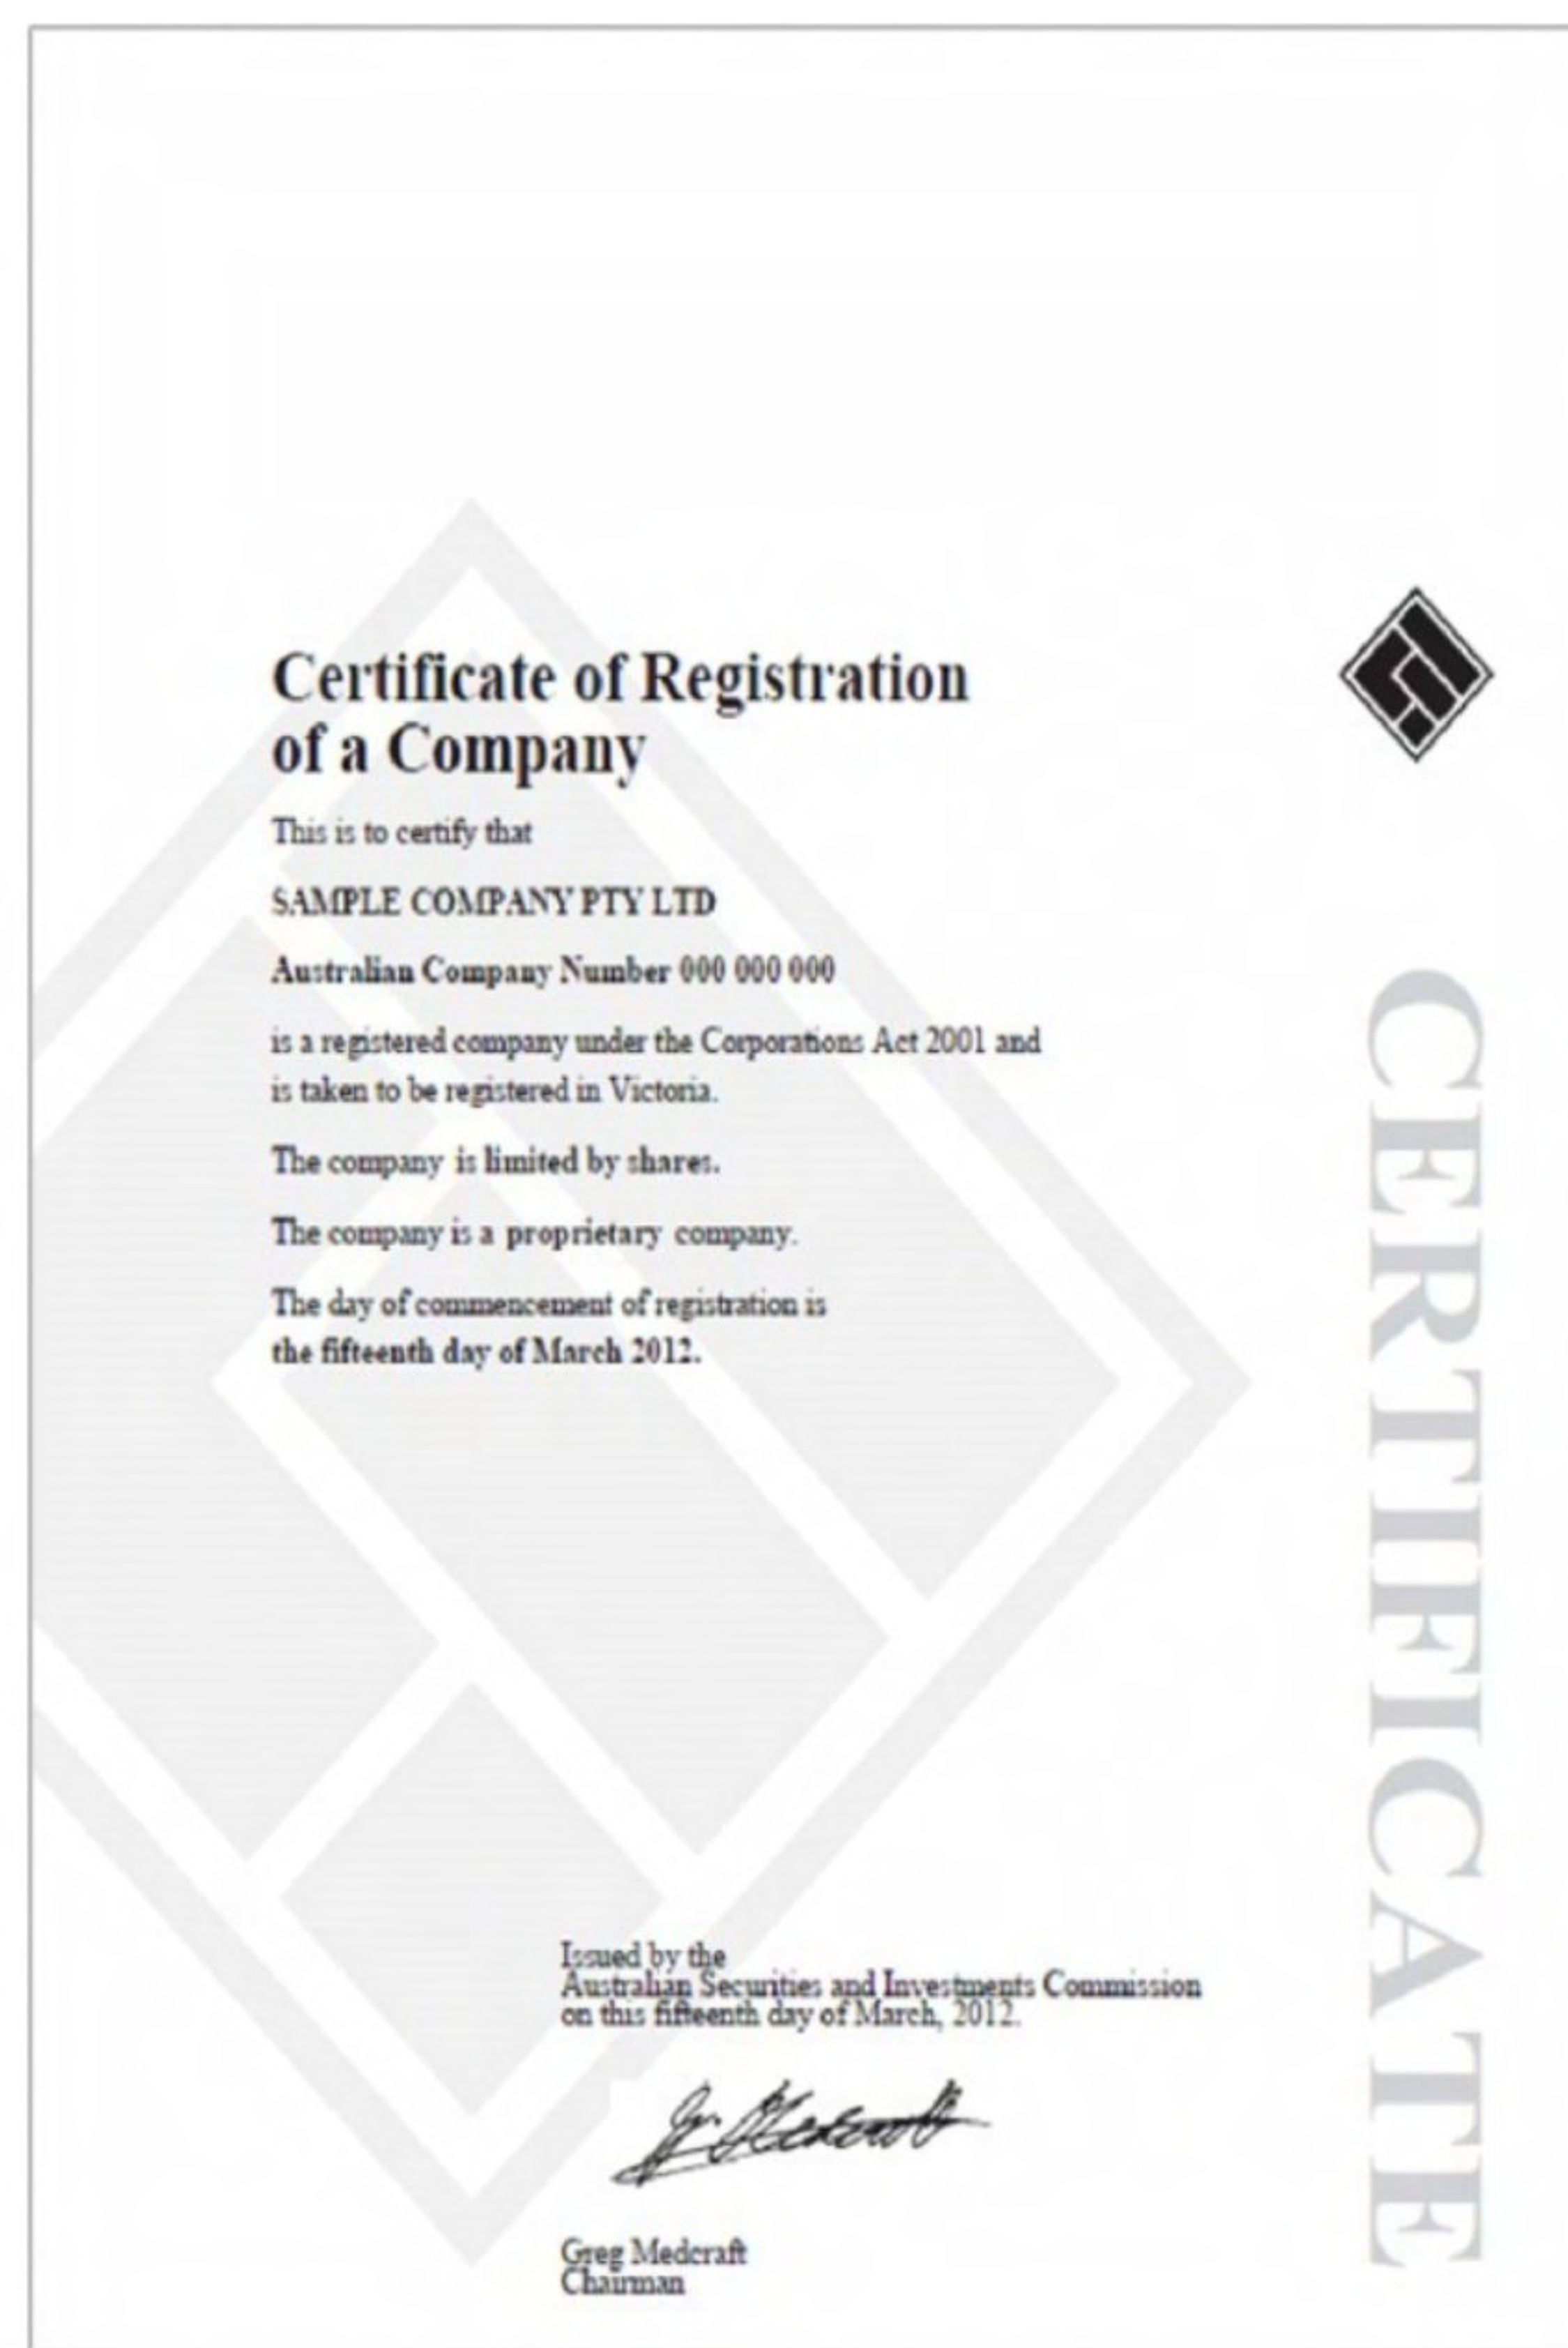 Certificate of Registration
of a Company
This is to certify that
SAMPLE COMPANY PTY LTD
Australian Company Number 000 000 000
is a registered company under the Corporations Act 2001 and
is taken to be registered in Victoria.
The company is limited by shares.
The company is a proprietary company.
The day of commencement of registration is
the fifteenth day of March 2012.
CERTIFICATE
Issued by the
Australian Securities and Investments Commission
on this fifteenth day of March, 2012.
Greg Medcraft
Chairman